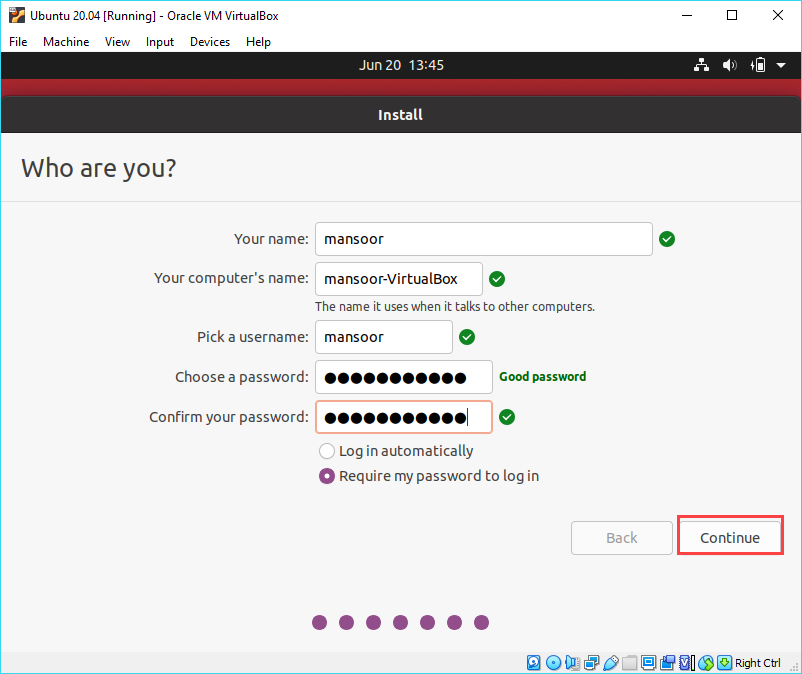 Ubuntu 20.04 [Running] - Oracle VM VirtualBox
File Machine View Input Devices Help
Jun 20 13:45
Install
Who are you?
Your name: mansoor
Your computer's name: mansoor-VirtualBox
The name it uses when it talks to other computers.
Pick a username: mansoor
Choose a password: ●●●●●●●●●●● Good password
Confirm your password: ●●●●●●●●●●●
Log in automatically
Require my password to log in
Back Continue
Right Ctrl